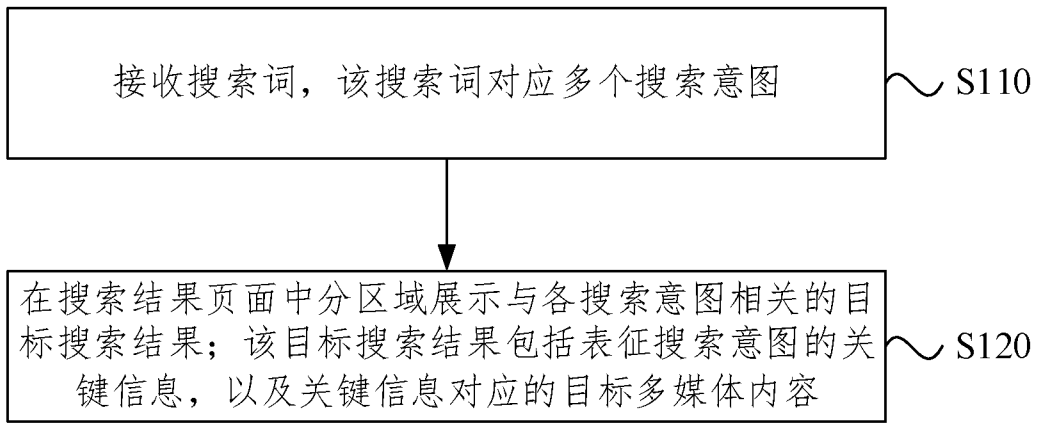 接收搜索词，该搜索词对应多个搜索意图
S110
在搜索结果页面中分区域展示与各搜索意图相关的目
标搜索结果；该目标搜索结果包括表征搜索意图的关
键信息，以及关键信息对应的目标多媒体内容
S120